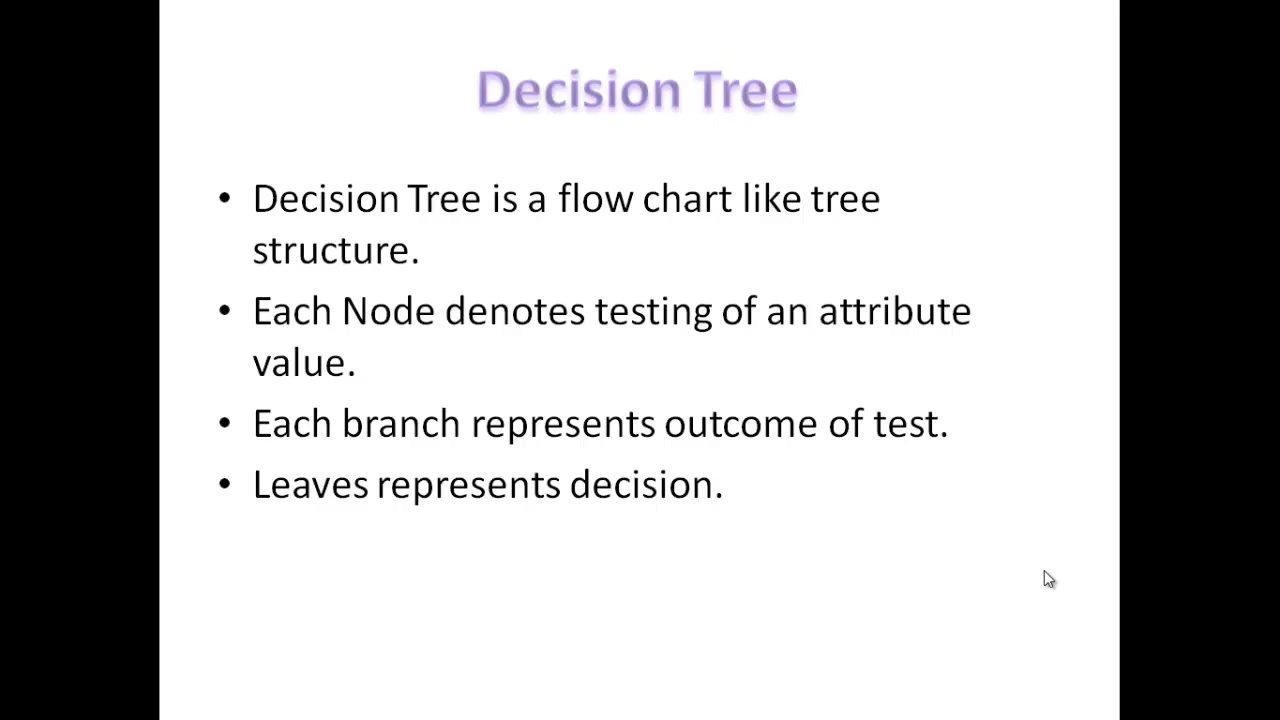 Decision Tree
• Decision Tree is a flow chart like tree
structure.
• Each Node denotes testing of an attribute
value.
• Each branch represents outcome of test.
• Leaves represents decision.